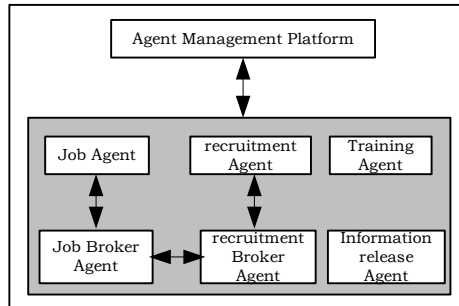 Agent Management Platform
Job Agent
recruitment
Agent
Training
Agent
Job Broker
Agent
recruitment
Broker
Agent
Information
release
Agent